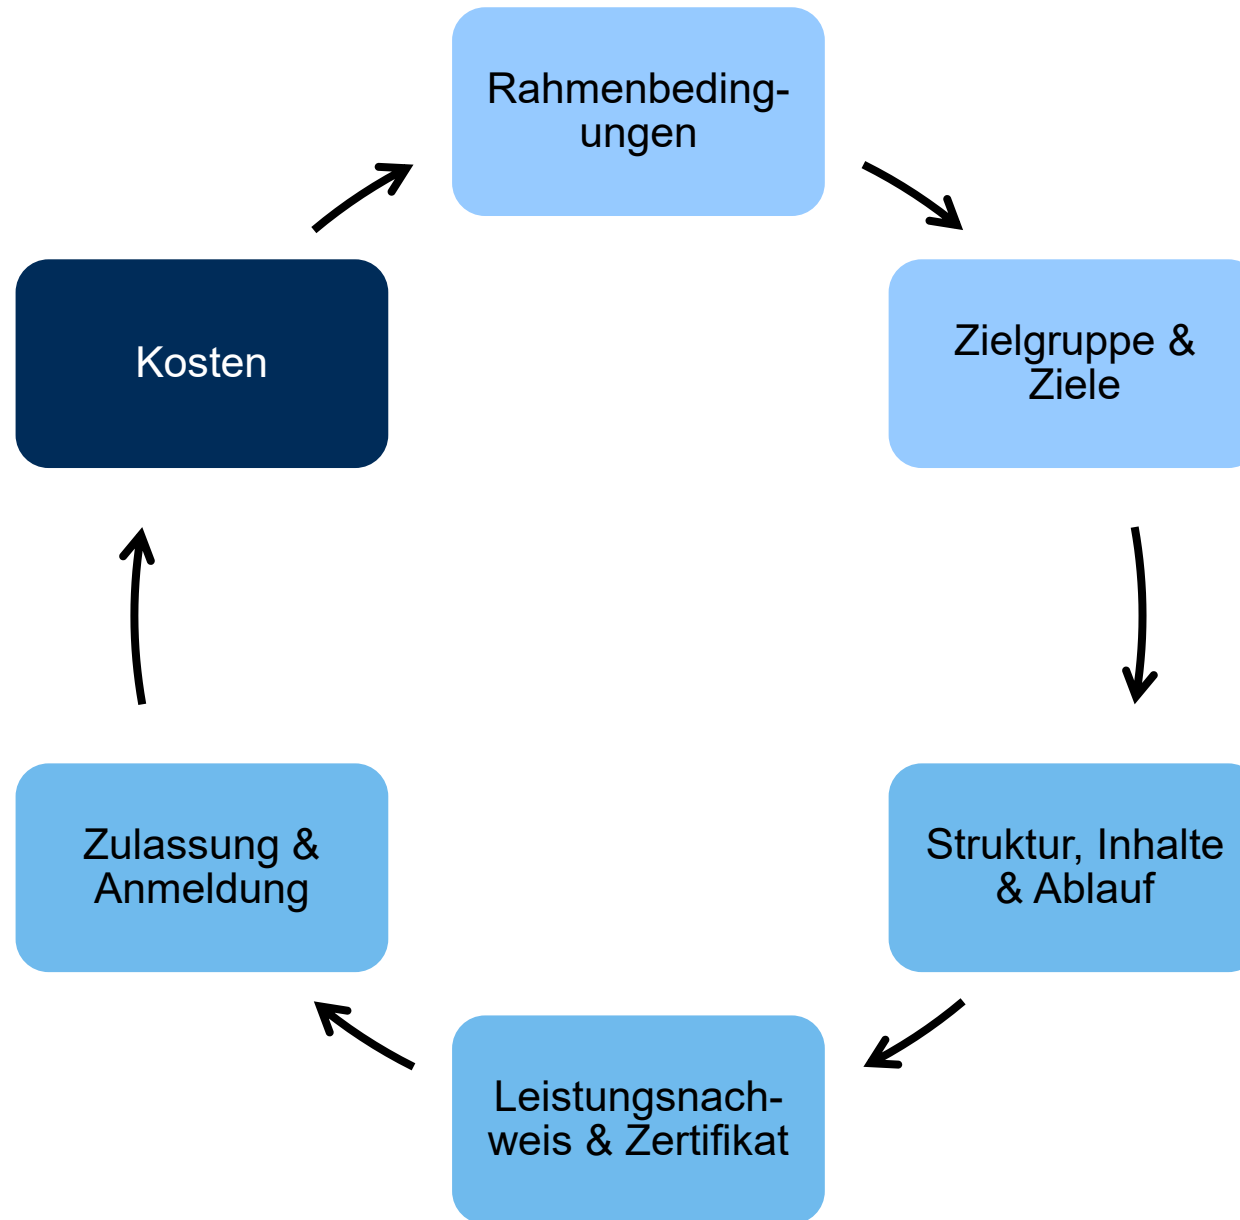 Rahmenbeding-
ungen
Zielgruppe &
Ziele
Struktur, Inhalte
& Ablauf
Leistungsnach-
weis & Zertifikat
Zulassung &
Anmeldung
Kosten